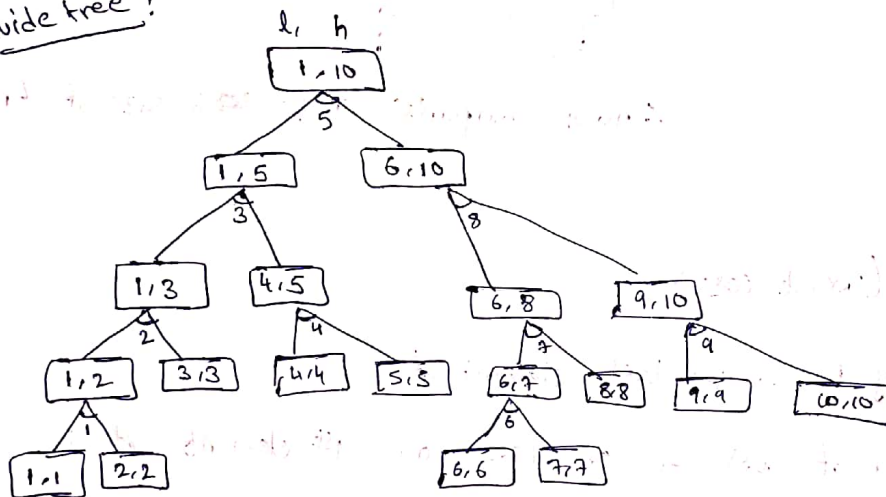 vide tree:
l, h
1, 10
5
1, 5 6, 10
3 8
1, 3 4, 5 6, 8 9, 10
2 4 7 9
1, 2 3, 3 4, 4 5, 5 6, 7 8, 8 9, 9 10, 10
1 6
1, 1 2, 2 6, 6 7, 7